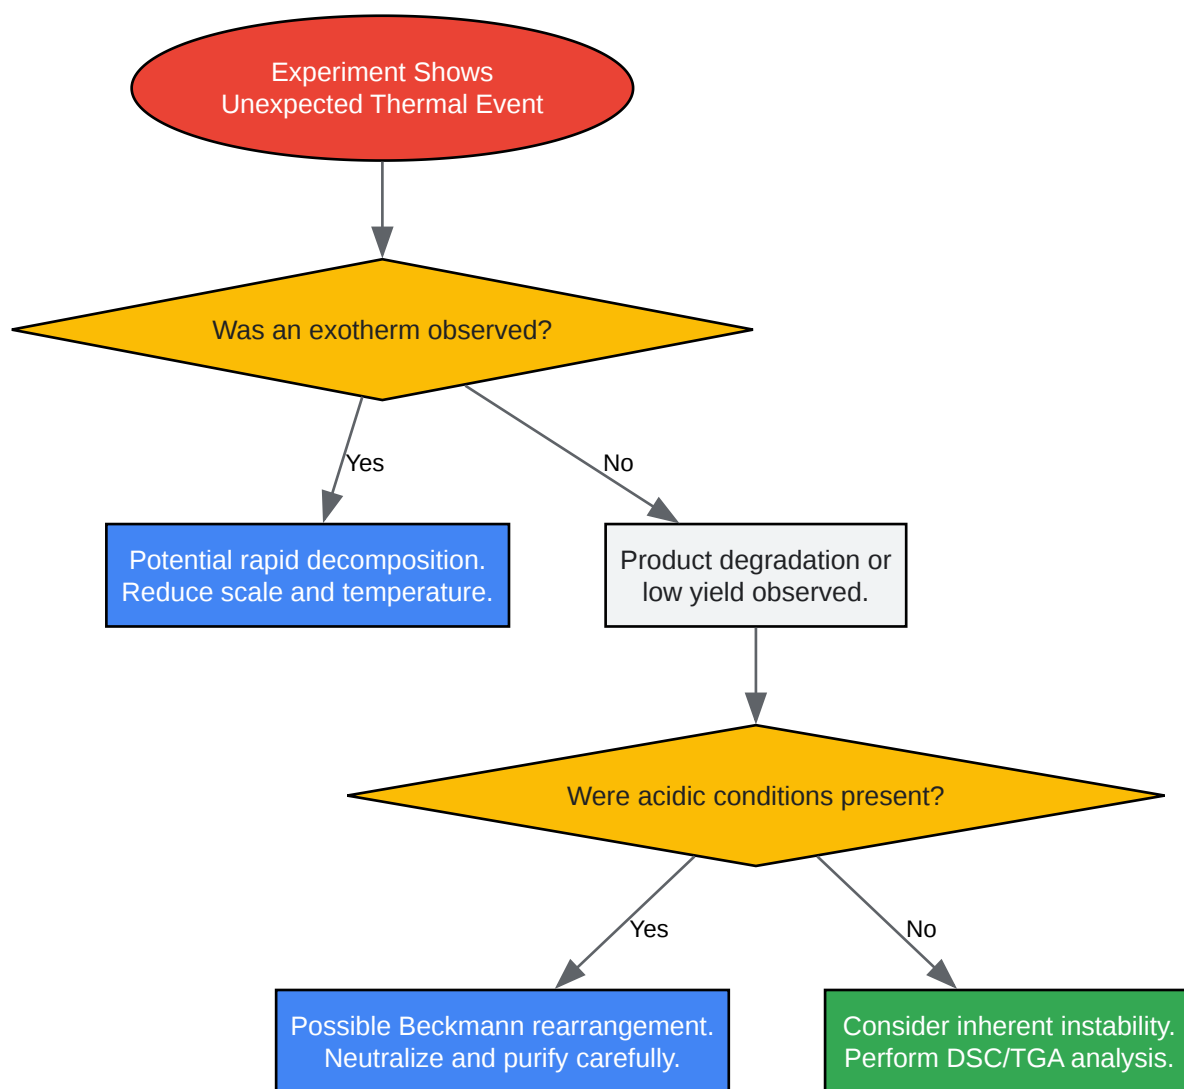 Experiment Shows
Unexpected Thermal Event
Was an exotherm observed?
Yes
No
Potential rapid decomposition.
Reduce scale and temperature.
Product degradation or
low yield observed.
Were acidic conditions present?
Yes
No
Possible Beckmann rearrangement.
Neutralize and purify carefully.
Consider inherent instability.
Perform DSC/TGA analysis.